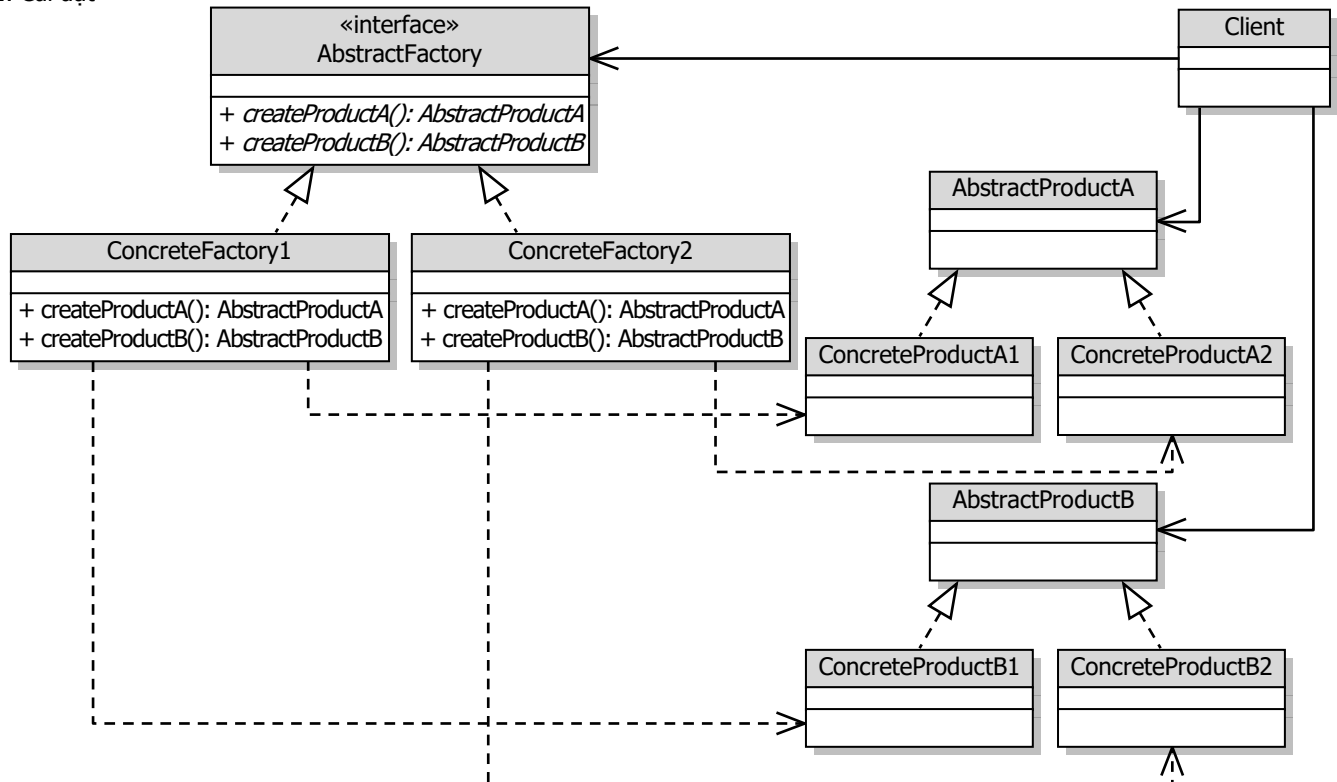 «interface»
AbstractFactory
+ createProductA(): AbstractProductA
+ createProductB(): AbstractProductB
Client
AbstractProductA
ConcreteFactory1
+ createProductA(): AbstractProductA
+ createProductB(): AbstractProductB
ConcreteFactory2
+ createProductA(): AbstractProductA
+ createProductB(): AbstractProductB
ConcreteProductA1
ConcreteProductA2
AbstractProductB
ConcreteProductB1
ConcreteProductB2